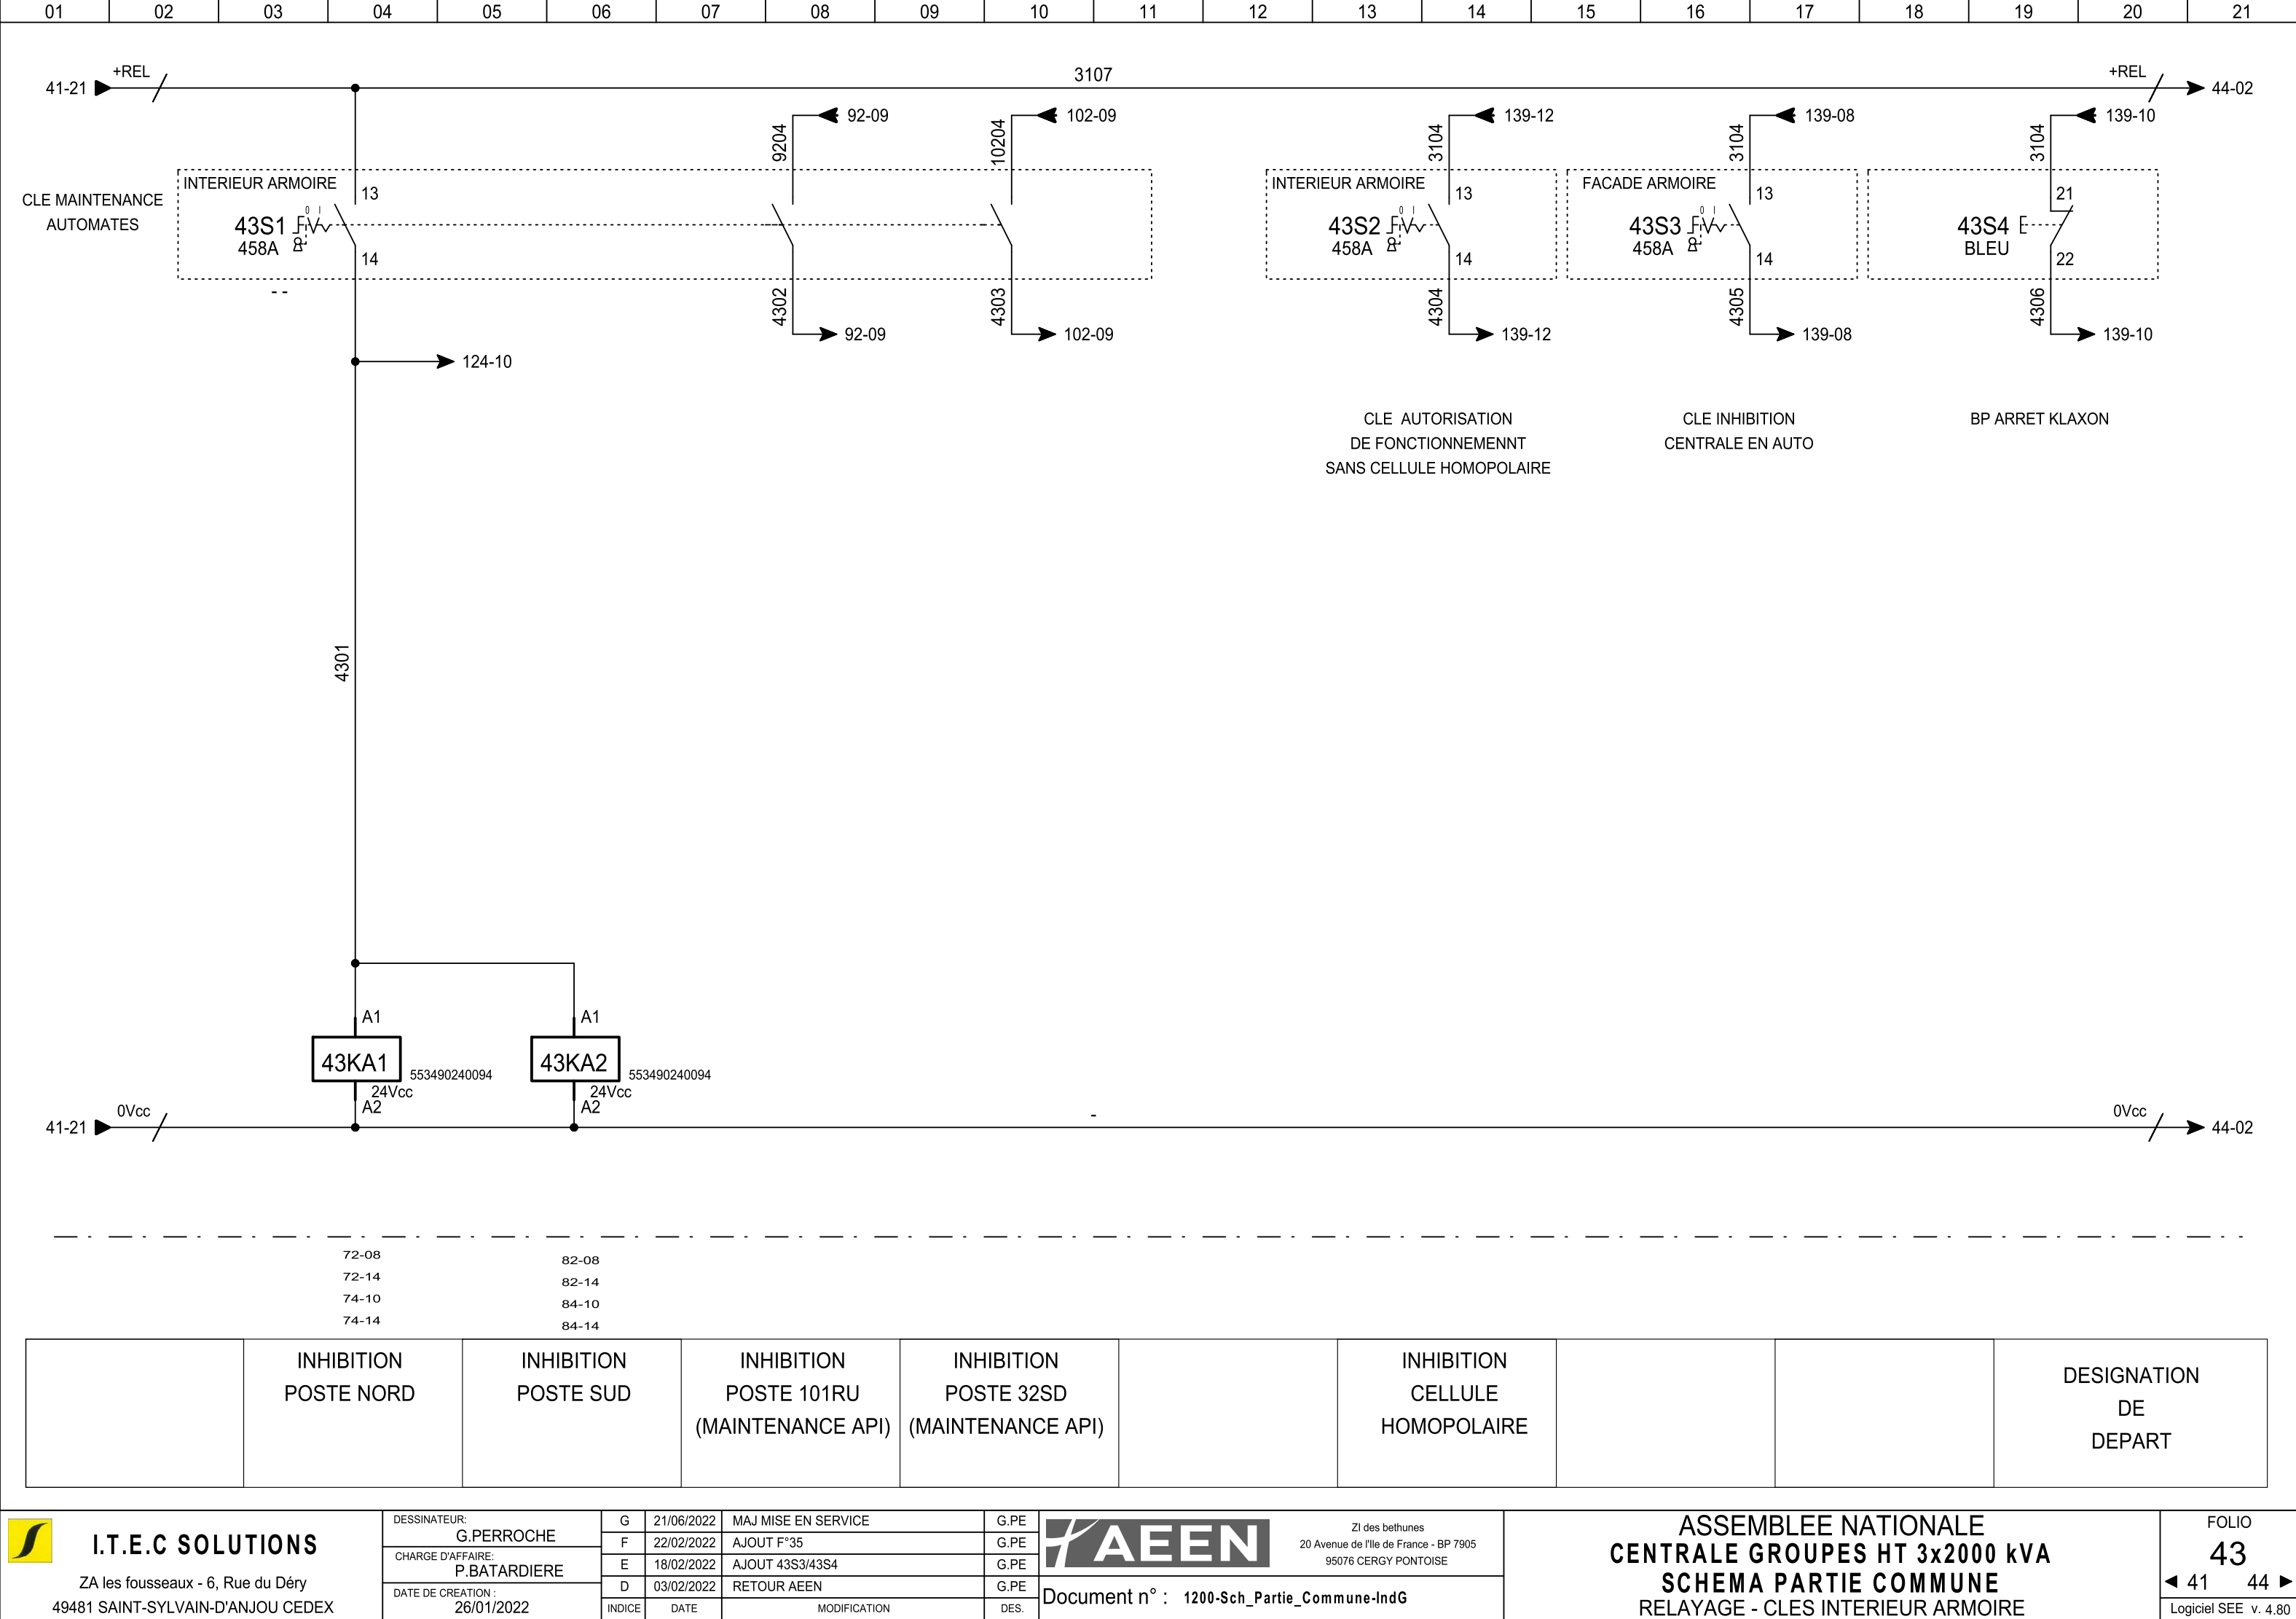 01 02 03 04 05 06 07 08 09 10 11 12 13 14 15 16 17 18 19 20 21
+REL 3107 +REL
41-21 44-02
92-09 102-09 139-12 139-08 139-10
9204 10204 3104 3104 3104
CLE MAINTENANCE
AUTOMATES
INTERIEUR ARMOIRE
13
0 I
43S1
458A
14
- -
INTERIEUR ARMOIRE
13
0 I
43S2
458A
14
FACADE ARMOIRE
13
0 I
43S3
458A
14
21
43S4
BLEU
22
4302 4303 4304 4305 4306
92-09 102-09 139-12 139-08 139-10
124-10
CLE AUTORISATION
DE FONCTIONNEMENNT
SANS CELLULE HOMOPOLAIRE
CLE INHIBITION
CENTRALE EN AUTO
BP ARRET KLAXON
4301
A1
43KA1
553490240094
24Vcc
A2
A1
43KA2
553490240094
24Vcc
A2
0Vcc - 0Vcc
41-21 44-02
72-08
72-14
74-10
74-14
82-08
82-14
84-10
84-14
INHIBITION
POSTE NORD
INHIBITION
POSTE SUD
INHIBITION
POSTE 101RU
(MAINTENANCE API)
INHIBITION
POSTE 32SD
(MAINTENANCE API)
INHIBITION
CELLULE
HOMOPOLAIRE
DESIGNATION
DE
DEPART
I.T.E.C SOLUTIONS
ZA les fousseaux - 6, Rue du Déry
49481 SAINT-SYLVAIN-D'ANJOU CEDEX
DESSINATEUR:
G.PERROCHE
CHARGE D'AFFAIRE:
P.BATARDIERE
DATE DE CREATION :
26/01/2022
G 21/06/2022 MAJ MISE EN SERVICE G.PE
F 22/02/2022 AJOUT F°35 G.PE
E 18/02/2022 AJOUT 43S3/43S4 G.PE
D 03/02/2022 RETOUR AEEN G.PE
INDICE DATE MODIFICATION DES.
AEEN
ZI des bethunes
20 Avenue de l'Ile de France - BP 7905
95076 CERGY PONTOISE
Document n° : 1200-Sch_Partie_Commune-IndG
ASSEMBLEE NATIONALE
CENTRALE GROUPES HT 3x2000 kVA
SCHEMA PARTIE COMMUNE
RELAYAGE - CLES INTERIEUR ARMOIRE
FOLIO
43
41 44
Logiciel SEE v. 4.80